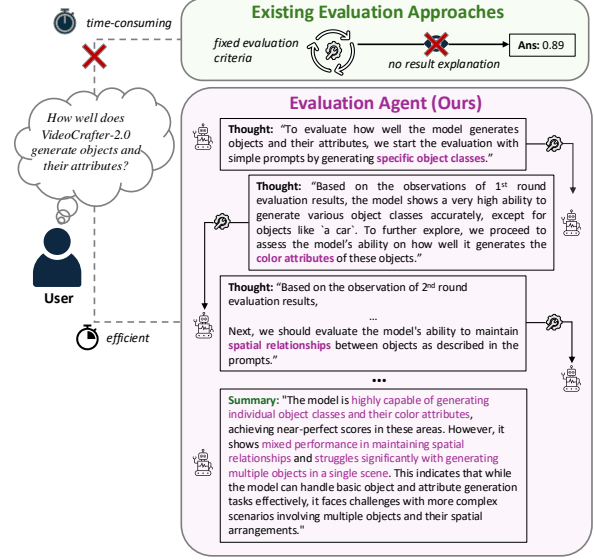 Existing Evaluation Approaches
time-consuming
fixed evaluation
criteria
no result explanation
Ans: 0.89
How well does
VideoCrafter-2.0
generate objects and
their attributes?
User
efficient
Evaluation Agent (Ours)
Thought: “To evaluate how well the model generates
objects and their attributes, we start the evaluation with
simple prompts by generating specific object classes.”
Thought: “Based on the observations of 1st round
evaluation results, the model shows a very high ability to
generate various object classes accurately, except for
objects like `a car`. To further explore, we proceed to
assess the model’s ability on how well it generates the
color attributes of these objects.”
Thought: “Based on the observation of 2nd round
evaluation results,
...
Next, we should evaluate the model's ability to maintain
spatial relationships between objects as described in the
prompts.”
...
Summary: "The model is highly capable of generating
individual object classes and their color attributes,
achieving near-perfect scores in these areas. However, it
shows mixed performance in maintaining spatial
relationships and struggles significantly with generating
multiple objects in a single scene. This indicates that while
the model can handle basic object and attribute generation
tasks effectively, it faces challenges with more complex
scenarios involving multiple objects and their spatial
arrangements."